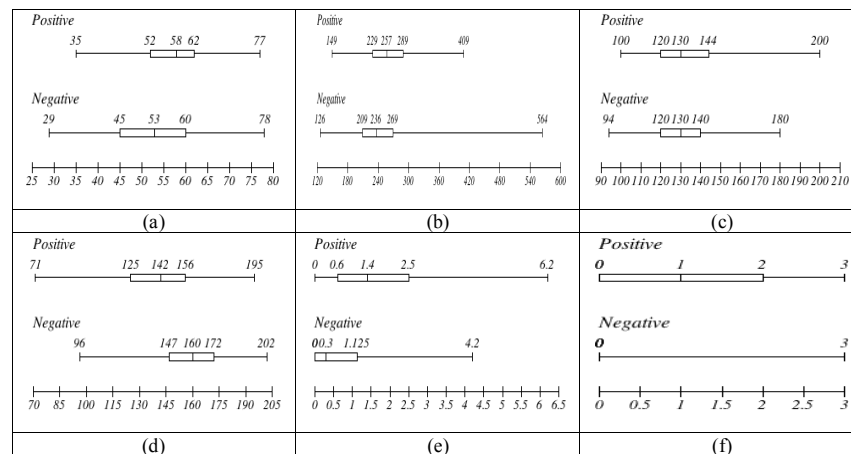 Positive
35 52 58 62 77
Negative
29 45 53 60 78
25 30 35 40 45 50 55 60 65 70 75 80
(a)
Positive
149 229 257 289 409
Negative
126 209 236 269 564
120 180 240 300 360 420 480 540 600
(b)
Positive
100 120 130 144 200
Negative
94 120 130 140 180
90 100 110 120 130 140 150 160 170 180 190 200 210
(c)
Positive
71 125 142 156 195
Negative
96 147 160 172 202
70 85 100 115 130 145 160 175 190 205
(d)
Positive
0 0.6 1.4 2.5 6.2
Negative
0 0.3 1.125 4.2
0 0.5 1 1.5 2 2.5 3 3.5 4 4.5 5 5.5 6 6.5
(e)
Positive
0 1 2 3
Negative
0 3
0 0.5 1 1.5 2 2.5 3
(f)